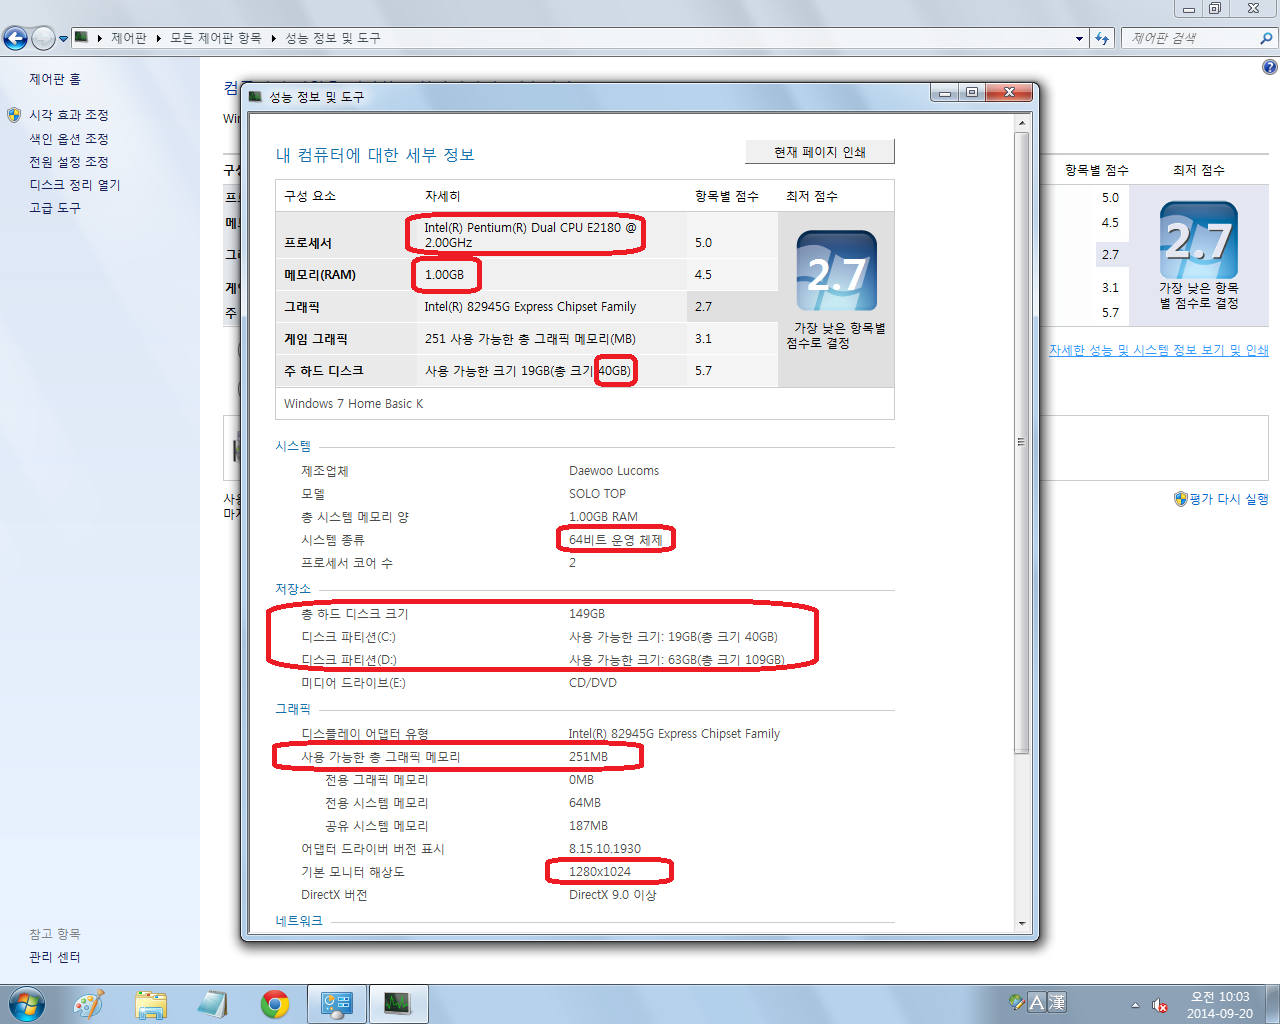 제어판 ▸ 모든 제어판 항목 ▸ 성능 정보 및 도구
제어판 검색
제어판 홈
시각 효과 조정
색인 옵션 조정
전원 설정 조정
디스크 정리 열기
고급 도구
참고 항목
관리 센터
항목별 점수 최저 점수
5.0
4.5
2.7
3.1
5.7
2.7
가장 낮은 항목
별 점수로 결정
자세한 성능 및 시스템 정보 보기 및 인쇄
평가 다시 실행
성능 정보 및 도구
내 컴퓨터에 대한 세부 정보
현재 페이지 인쇄
구성 요소 자세히 항목별 점수 최저 점수
프로세서 Intel(R) Pentium(R) Dual CPU E2180 @
2.00GHz 5.0
메모리(RAM) 1.00GB 4.5
그래픽 Intel(R) 82945G Express Chipset Family 2.7
게임 그래픽 251 사용 가능한 총 그래픽 메모리(MB) 3.1
주 하드 디스크 사용 가능한 크기 19GB(총 크기 40GB) 5.7
2.7
가장 낮은 항목별
점수로 결정
Windows 7 Home Basic K
시스템
제조업체 Daewoo Lucoms
모델 SOLO TOP
총 시스템 메모리 양 1.00GB RAM
시스템 종류 64비트 운영 체제
프로세서 코어 수 2
저장소
총 하드 디스크 크기 149GB
디스크 파티션(C:) 사용 가능한 크기: 19GB(총 크기 40GB)
디스크 파티션(D:) 사용 가능한 크기: 63GB(총 크기 109GB)
미디어 드라이브(E:) CD/DVD
그래픽
디스플레이 어댑터 유형 Intel(R) 82945G Express Chipset Family
사용 가능한 총 그래픽 메모리 251MB
전용 그래픽 메모리 0MB
전용 시스템 메모리 64MB
공유 시스템 메모리 187MB
어댑터 드라이버 버전 표시 8.15.10.1930
기본 모니터 해상도 1280x1024
DirectX 버전 DirectX 9.0 이상
네트워크
A 漢
오전 10:03
2014-09-20